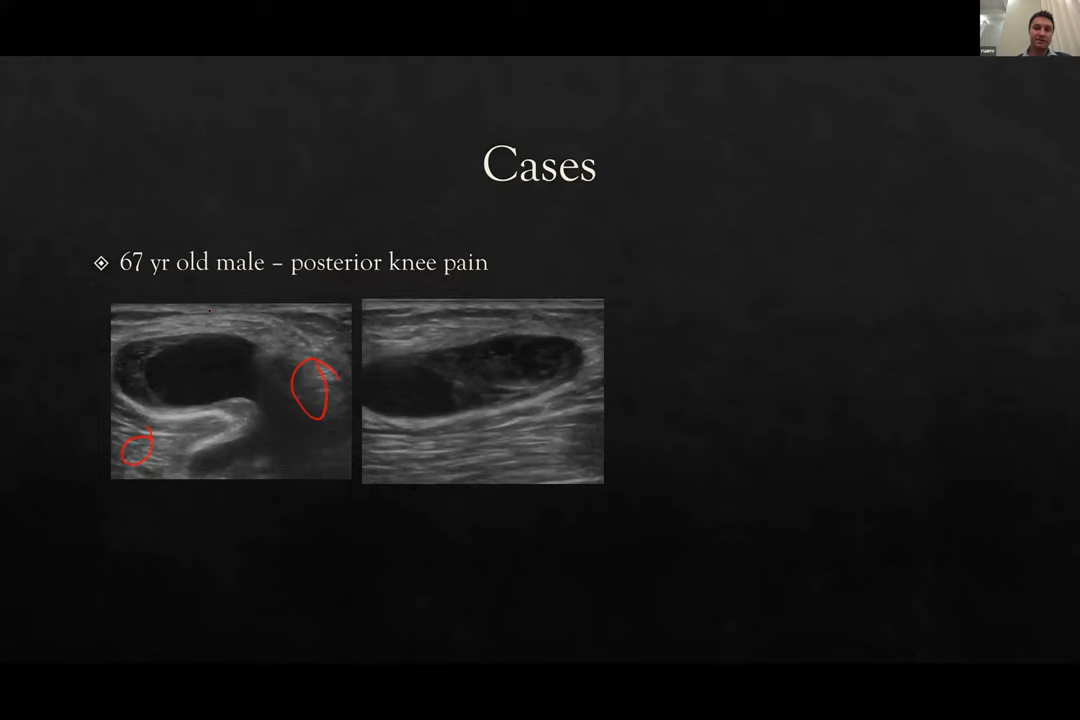 Cases
67 yr old male – posterior knee pain